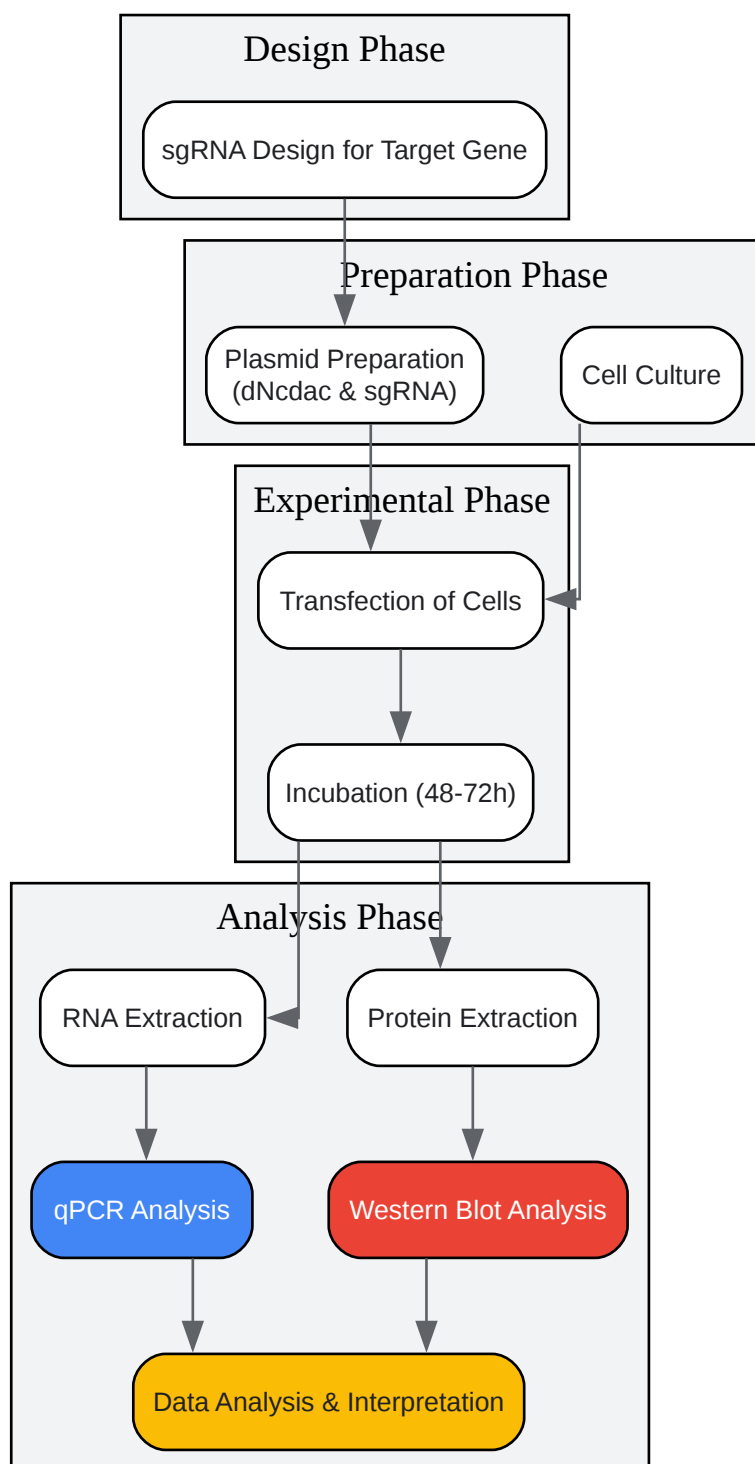 Design Phase
sgRNA Design for Target Gene
Preparation Phase
Plasmid Preparation
(dNcdac & sgRNA)
Cell Culture
Experimental Phase
Transfection of Cells
Incubation (48-72h)
Analysis Phase
RNA Extraction
Protein Extraction
qPCR Analysis
Western Blot Analysis
Data Analysis & Interpretation